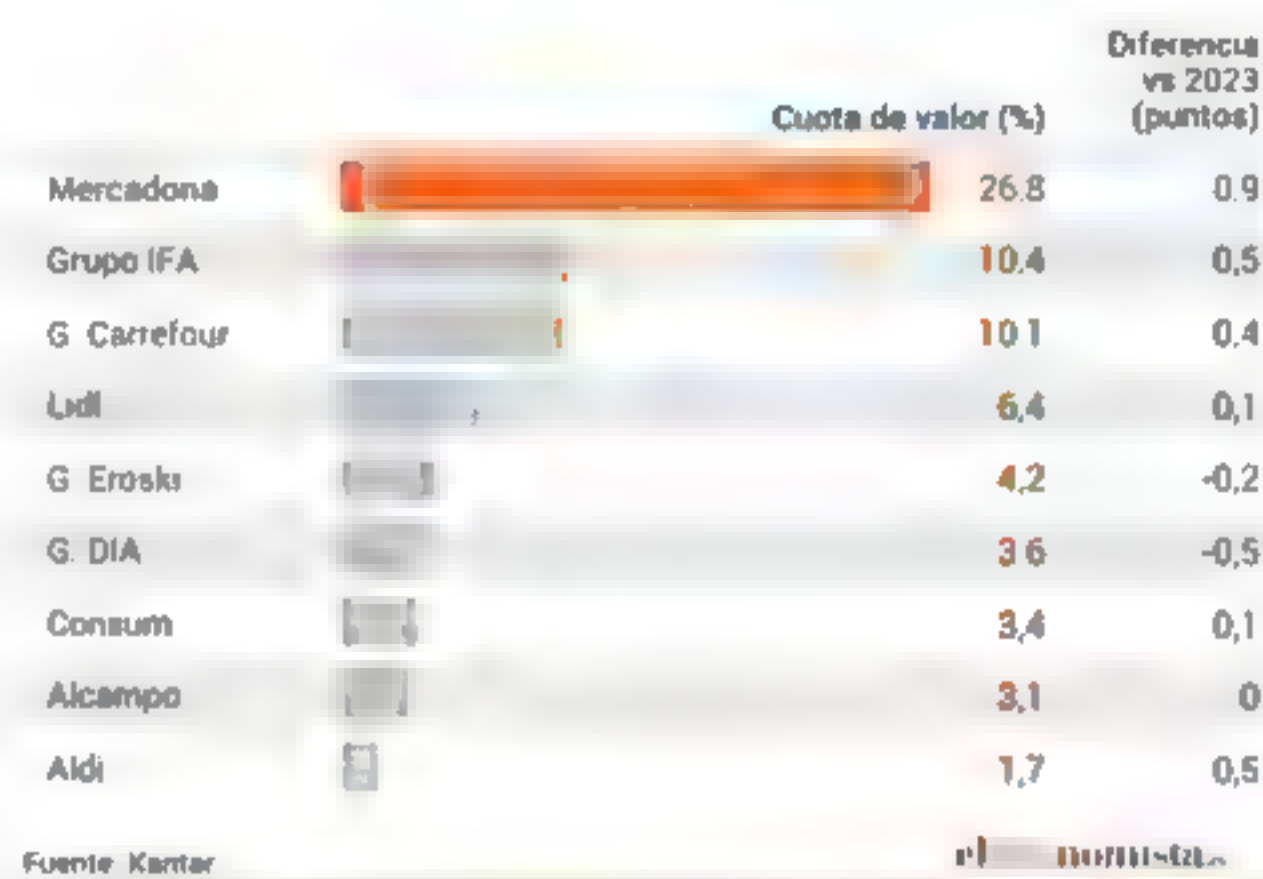 Diferencia
vs 2023
Cuota de valor (%) (puntos)
Mercadona 26.8 0.9
Grupo IFA 10.4 0,5
G. Carrefour 10 1 0.4
Lidl 6,4 0,1
G. Eroski 4,2 -0,2
G. DIA 3 6 -0,5
Consum 3,4 0,1
Alcampo 3,1 0
Aldi 1,7 0,5
Fuente Kantar